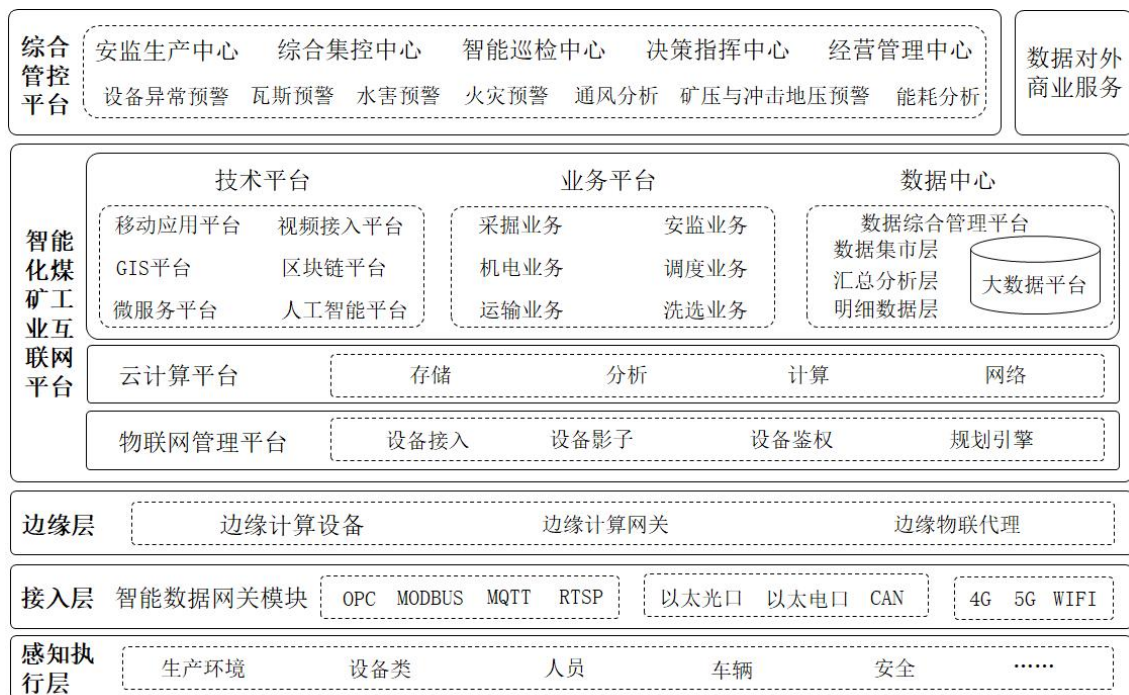 综合管控平台
安监生产中心 综合集控中心 智能巡检中心 决策指挥中心 经营管理中心
设备异常预警 瓦斯预警 水害预警 火灾预警 通风分析 矿压与冲击地压预警 能耗分析
数据对外
商业服务
智能化煤矿工业互联网平台
技术平台 业务平台 数据中心
移动应用平台 视频接入平台
GIS平台 区块链平台
微服务平台 人工智能平台
采掘业务 安监业务
机电业务 调度业务
运输业务 洗选业务
数据综合管理平台
数据集市层
汇总分析层
明细数据层
大数据平台
云计算平台 存储 分析 计算 网络
物联网管理平台 设备接入 设备影子 设备鉴权 规划引擎
边缘层 边缘计算设备 边缘计算网关 边缘物联代理
接入层 智能数据网关模块 OPC MODBUS MQTT RTSP 以太光口 以太电口 CAN 4G 5G WIFI
感知执行层 生产环境 设备类 人员 车辆 安全 ……